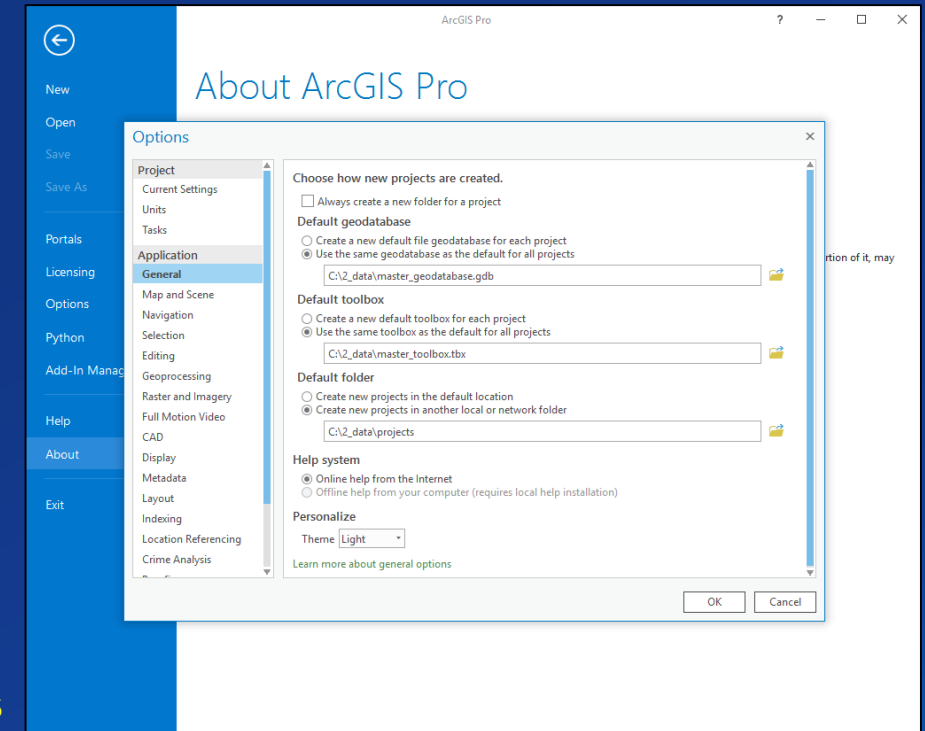 ArcGIS Pro
?
New
Open
Save
Save As
Portals
Licensing
Options
Python
Add-In Manag
Help
About
Exit
About ArcGIS Pro
rtion of it, may
Options
Project
Current Settings
Units
Tasks
Application
General
Map and Scene
Navigation
Selection
Editing
Geoprocessing
Raster and Imagery
Full Motion Video
CAD
Display
Metadata
Layout
Indexing
Location Referencing
Crime Analysis
Choose how new projects are created.
Always create a new folder for a project
Default geodatabase
Create a new default file geodatabase for each project
Use the same geodatabase as the default for all projects
C:\2_data\master_geodatabase.gdb
Default toolbox
Create a new default toolbox for each project
Use the same toolbox as the default for all projects
C:\2_data\master_toolbox.tbx
Default folder
Create new projects in the default location
Create new projects in another local or network folder
C:\2_data\projects
Help system
Online help from the Internet
Offline help from your computer (requires local help installation)
Personalize
Theme Light
Learn more about general options
OK
Cancel